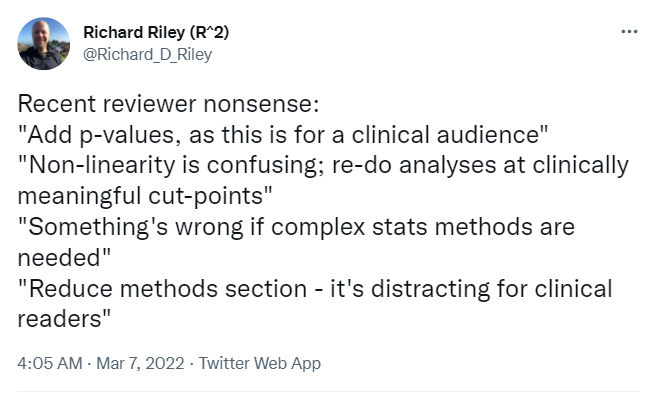 Richard Riley (R^2)
@Richard_D_Riley
Recent reviewer nonsense:
"Add p-values, as this is for a clinical audience"
"Non-linearity is confusing; re-do analyses at clinically
meaningful cut-points"
"Something's wrong if complex stats methods are
needed"
"Reduce methods section - it's distracting for clinical
readers"
4:05 AM · Mar 7, 2022 · Twitter Web App